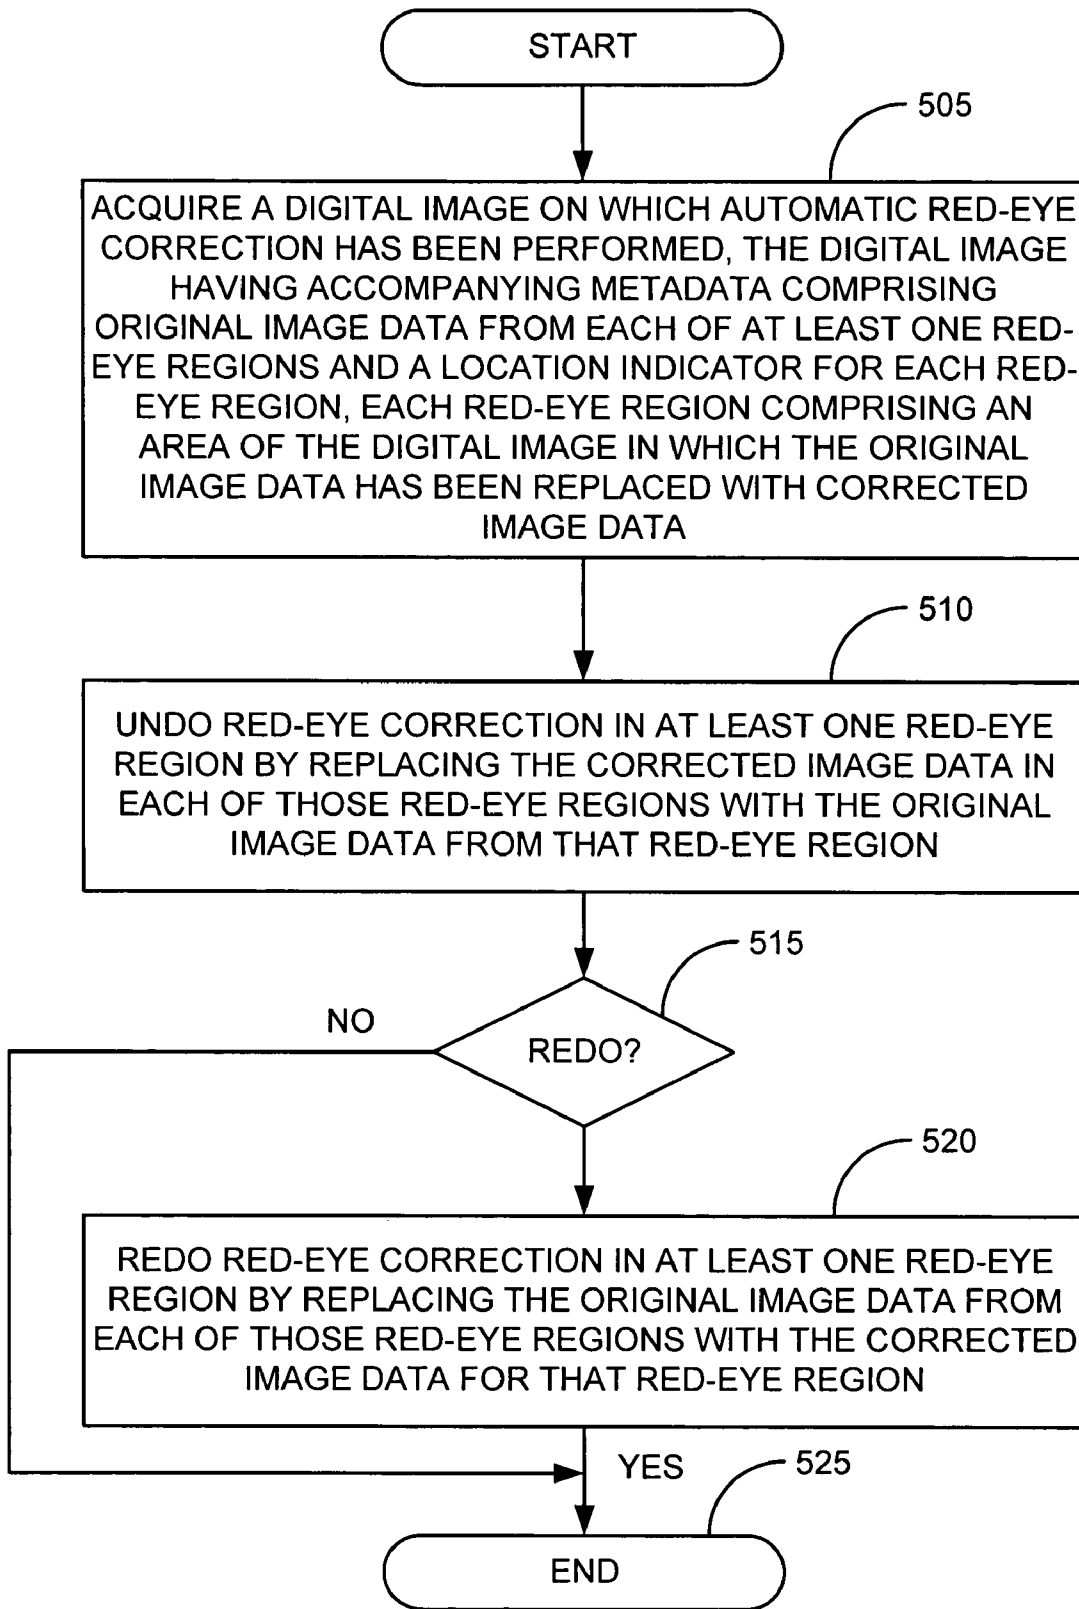 START
505
ACQUIRE A DIGITAL IMAGE ON WHICH AUTOMATIC RED-EYE
CORRECTION HAS BEEN PERFORMED, THE DIGITAL IMAGE
HAVING ACCOMPANYING METADATA COMPRISING
ORIGINAL IMAGE DATA FROM EACH OF AT LEAST ONE RED-
EYE REGIONS AND A LOCATION INDICATOR FOR EACH RED-
EYE REGION, EACH RED-EYE REGION COMPRISING AN
AREA OF THE DIGITAL IMAGE IN WHICH THE ORIGINAL
IMAGE DATA HAS BEEN REPLACED WITH CORRECTED
IMAGE DATA
510
UNDO RED-EYE CORRECTION IN AT LEAST ONE RED-EYE
REGION BY REPLACING THE CORRECTED IMAGE DATA IN
EACH OF THOSE RED-EYE REGIONS WITH THE ORIGINAL
IMAGE DATA FROM THAT RED-EYE REGION
515
NO
REDO?
520
REDO RED-EYE CORRECTION IN AT LEAST ONE RED-EYE
REGION BY REPLACING THE ORIGINAL IMAGE DATA FROM
EACH OF THOSE RED-EYE REGIONS WITH THE CORRECTED
IMAGE DATA FOR THAT RED-EYE REGION
YES
525
END